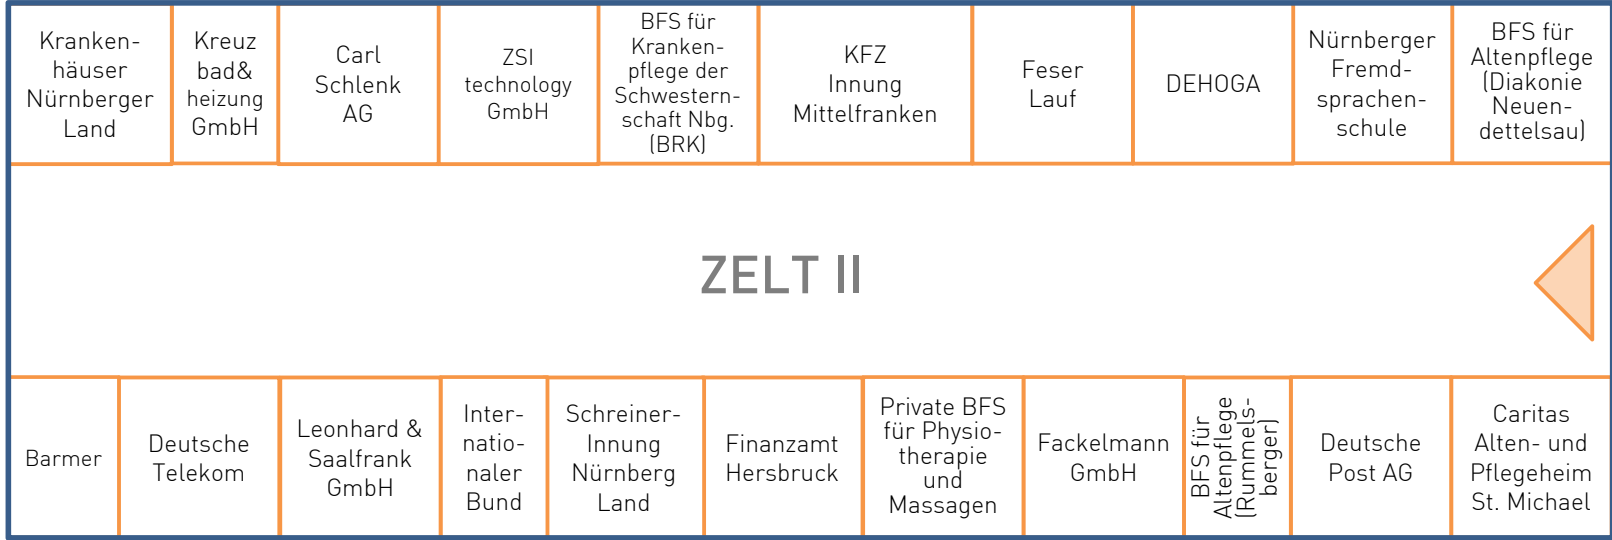 Kranken-
häuser
Nürnberger
Land
Kreuz
bad&
heizung
GmbH
Carl
Schlenk
AG
ZSI
technology
GmbH
BFS für
Kranken-
pflege der
Schwestern-
schaft Nbg.
(BRK)
KFZ
Innung
Mittelfranken
Feser
Lauf
DEHOGA
Nürnberger
Fremd-
sprachen-
schule
BFS für
Altenpflege
(Diakonie
Neuen-
dettelsau)
ZELT II
Barmer
Deutsche
Telekom
Leonhard &
Saalfrank
GmbH
Inter-
natio-
naler
Bund
Schreiner-
Innung
Nürnberg
Land
Finanzamt
Hersbruck
Private BFS
für Physio-
therapie
und
Massagen
Fackelmann
GmbH
BFS für
Altenpflege
(Rummels-
berger)
Deutsche
Post AG
Caritas
Alten- und
Pflegeheim
St. Michael